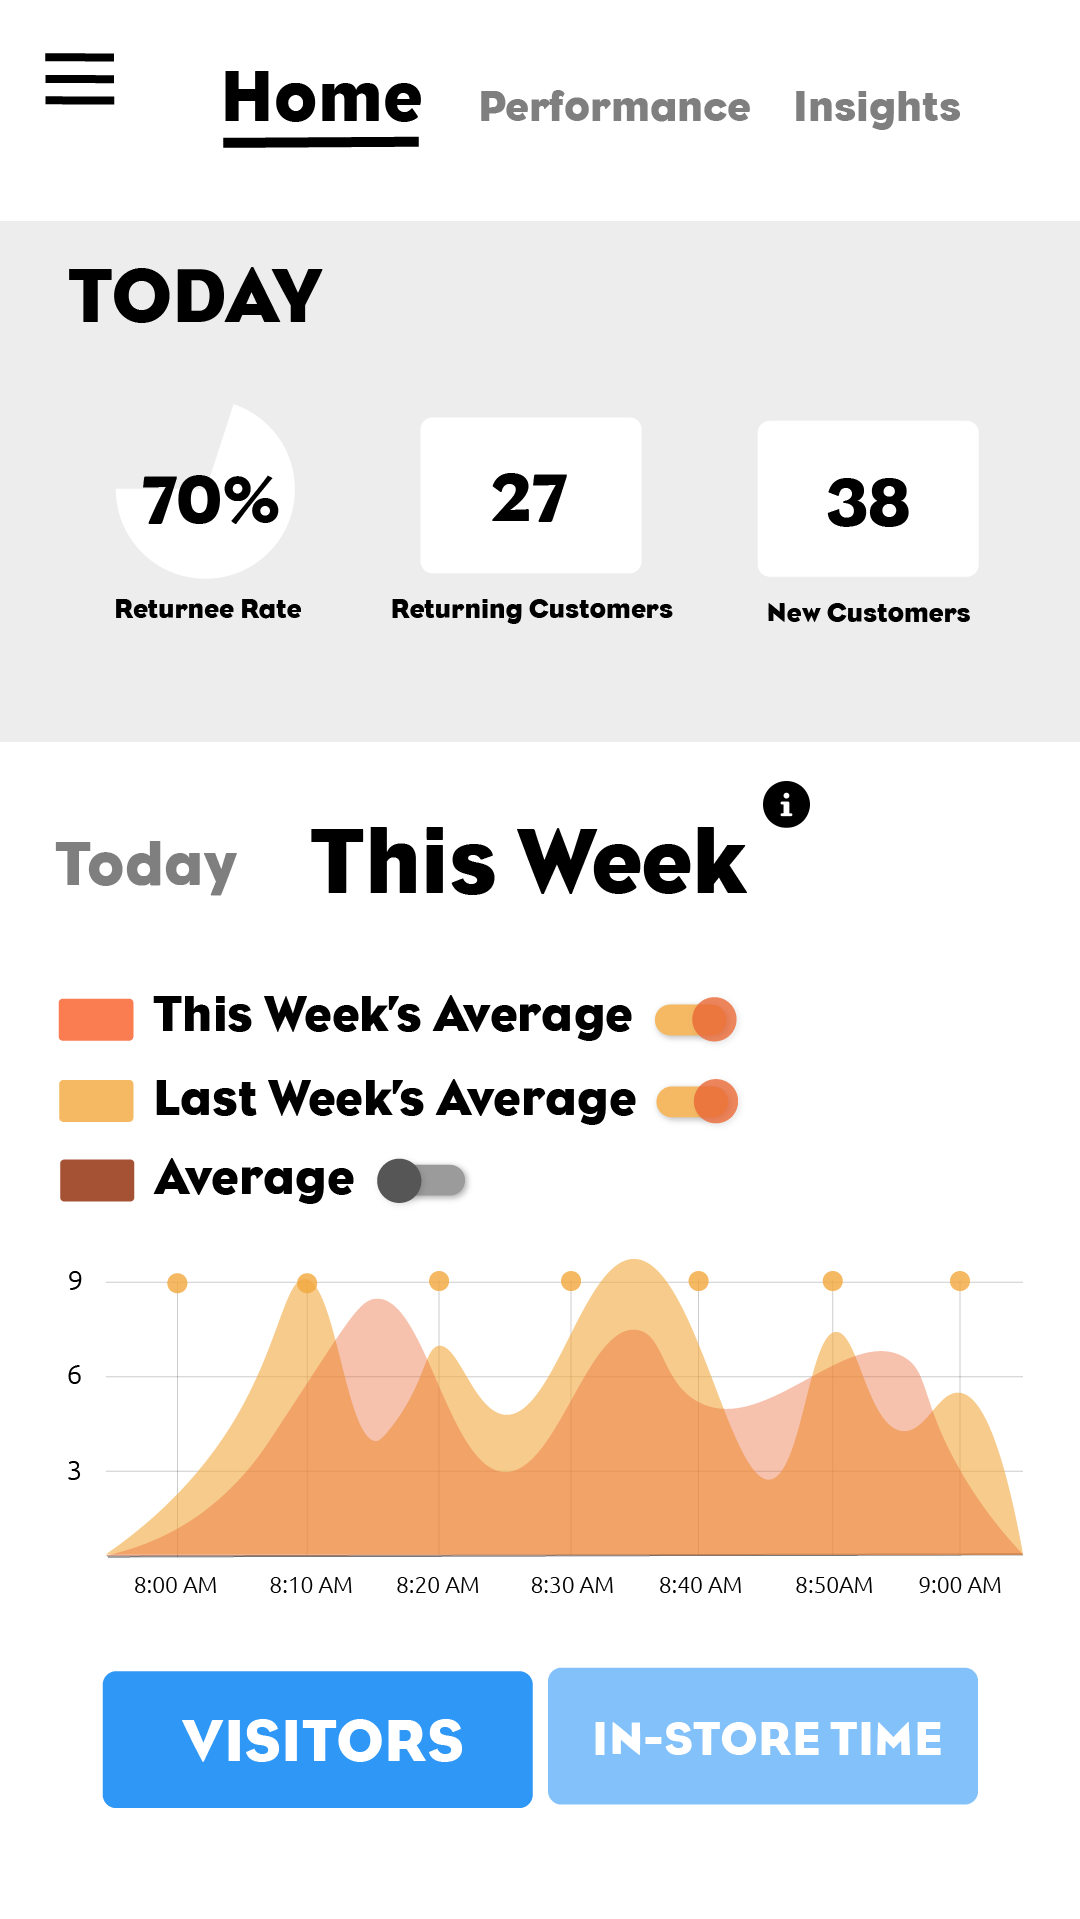 Home Performance Insights
TODAY
70% 27 38
Returnee Rate Returning Customers New Customers
Today This Week
This Week's Average
Last Week's Average
Average
9
6
3
8:00 AM 8:10 AM 8:20 AM 8:30 AM 8:40 AM 8:50AM 9:00 AM
VISITORS IN-STORE TIME